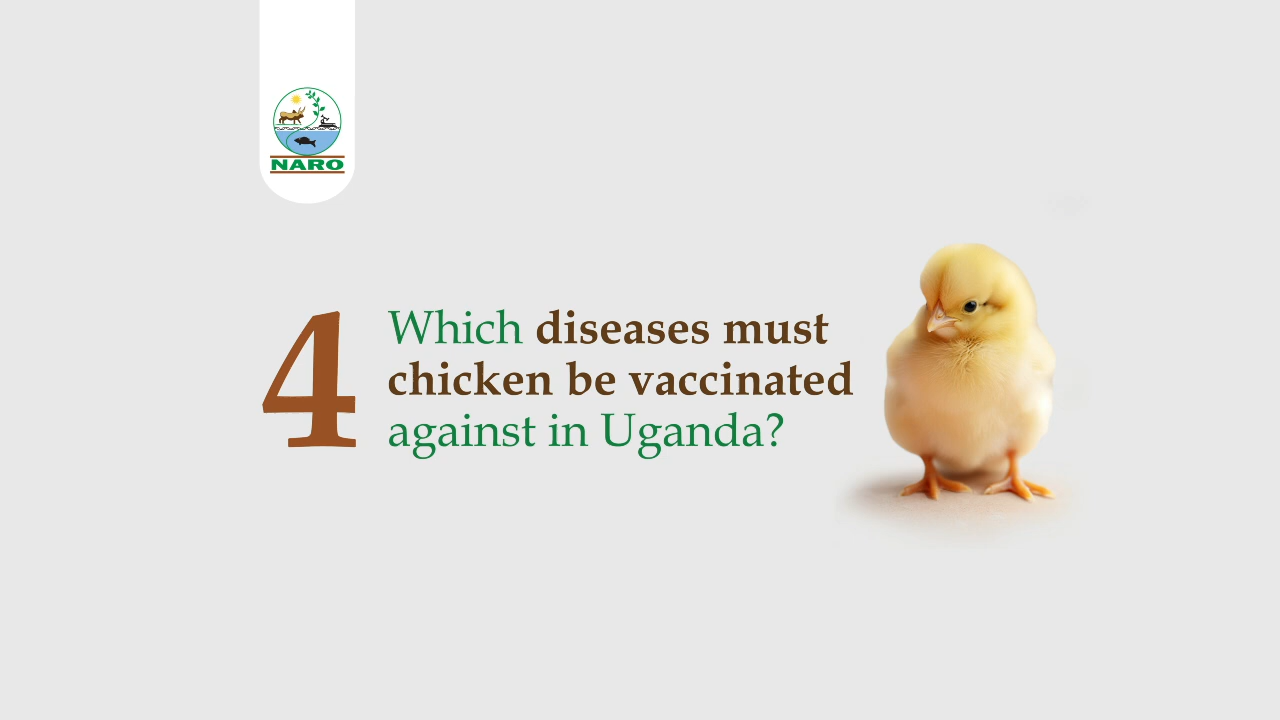 NARO
4
Which diseases must
chicken be vaccinated
against in Uganda?